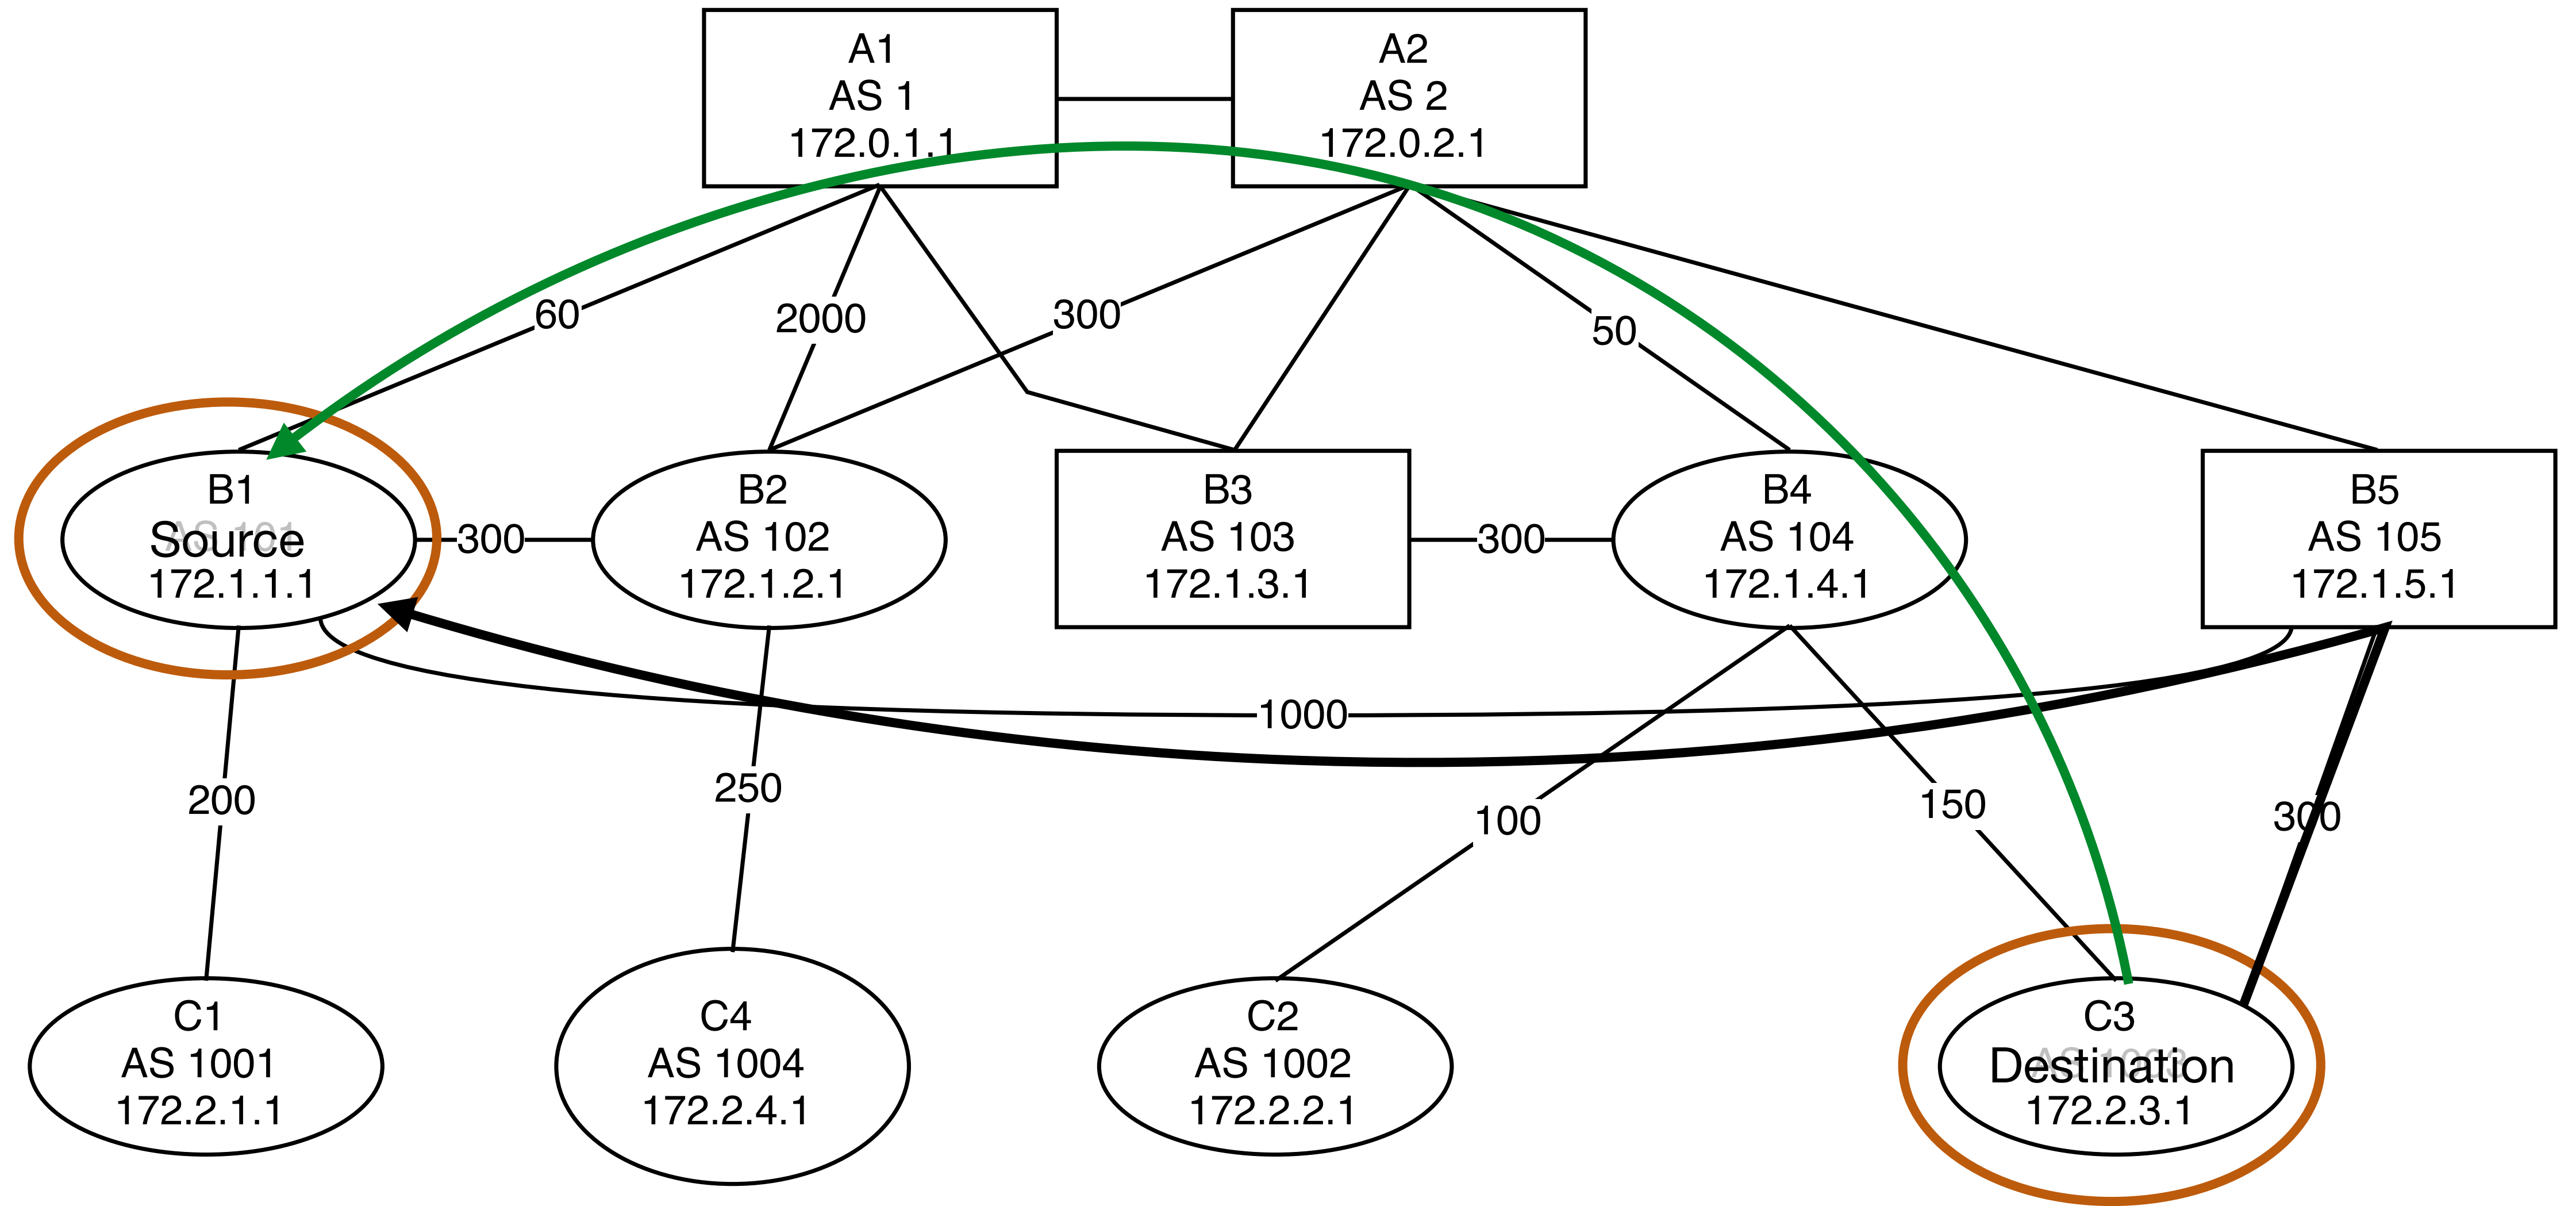 A1
AS 1
172.0.1.1
A2
AS 2
172.0.2.1
60
2000
300
50
B1
AS 101
Source
172.1.1.1
300
B2
AS 102
172.1.2.1
B3
AS 103
172.1.3.1
300
B4
AS 104
172.1.4.1
B5
AS 105
172.1.5.1
1000
200
250
100
150
300
C1
AS 1001
172.2.1.1
C4
AS 1004
172.2.4.1
C2
AS 1002
172.2.2.1
C3
Destination
172.2.3.1